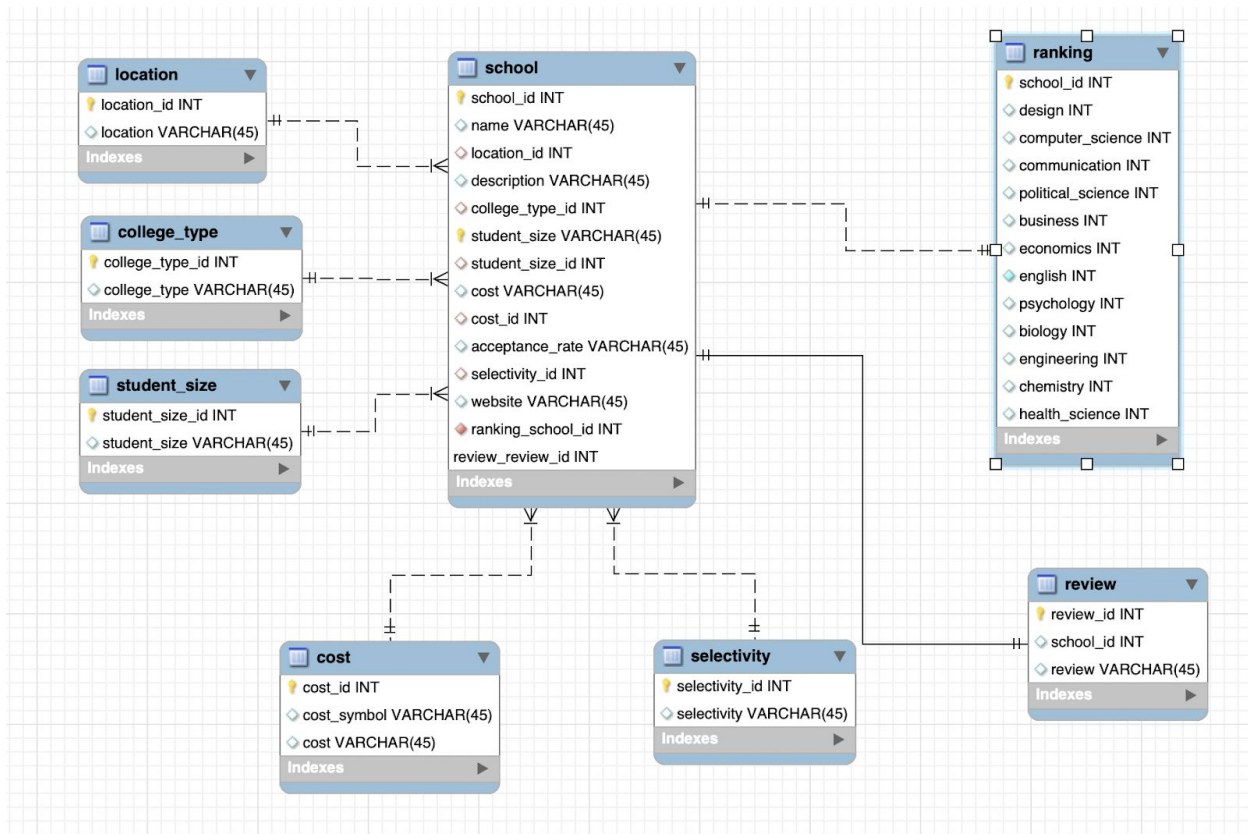 location
location_id INT
location VARCHAR(45)
Indexes
college_type
college_type_id INT
college_type VARCHAR(45)
Indexes
student_size
student_size_id INT
student_size VARCHAR(45)
Indexes
school
school_id INT
name VARCHAR(45)
location_id INT
description VARCHAR(45)
college_type_id INT
student_size VARCHAR(45)
student_size_id INT
cost VARCHAR(45)
cost_id INT
acceptance_rate VARCHAR(45)
selectivity_id INT
website VARCHAR(45)
ranking_school_id INT
review_review_id INT
Indexes
ranking
school_id INT
design INT
computer_science INT
communication INT
political_science INT
business INT
economics INT
english INT
psychology INT
biology INT
engineering INT
chemistry INT
health_science INT
Indexes
cost
cost_id INT
cost_symbol VARCHAR(45)
cost VARCHAR(45)
Indexes
selectivity
selectivity_id INT
selectivity VARCHAR(45)
Indexes
review
review_id INT
school_id INT
review VARCHAR(45)
Indexes